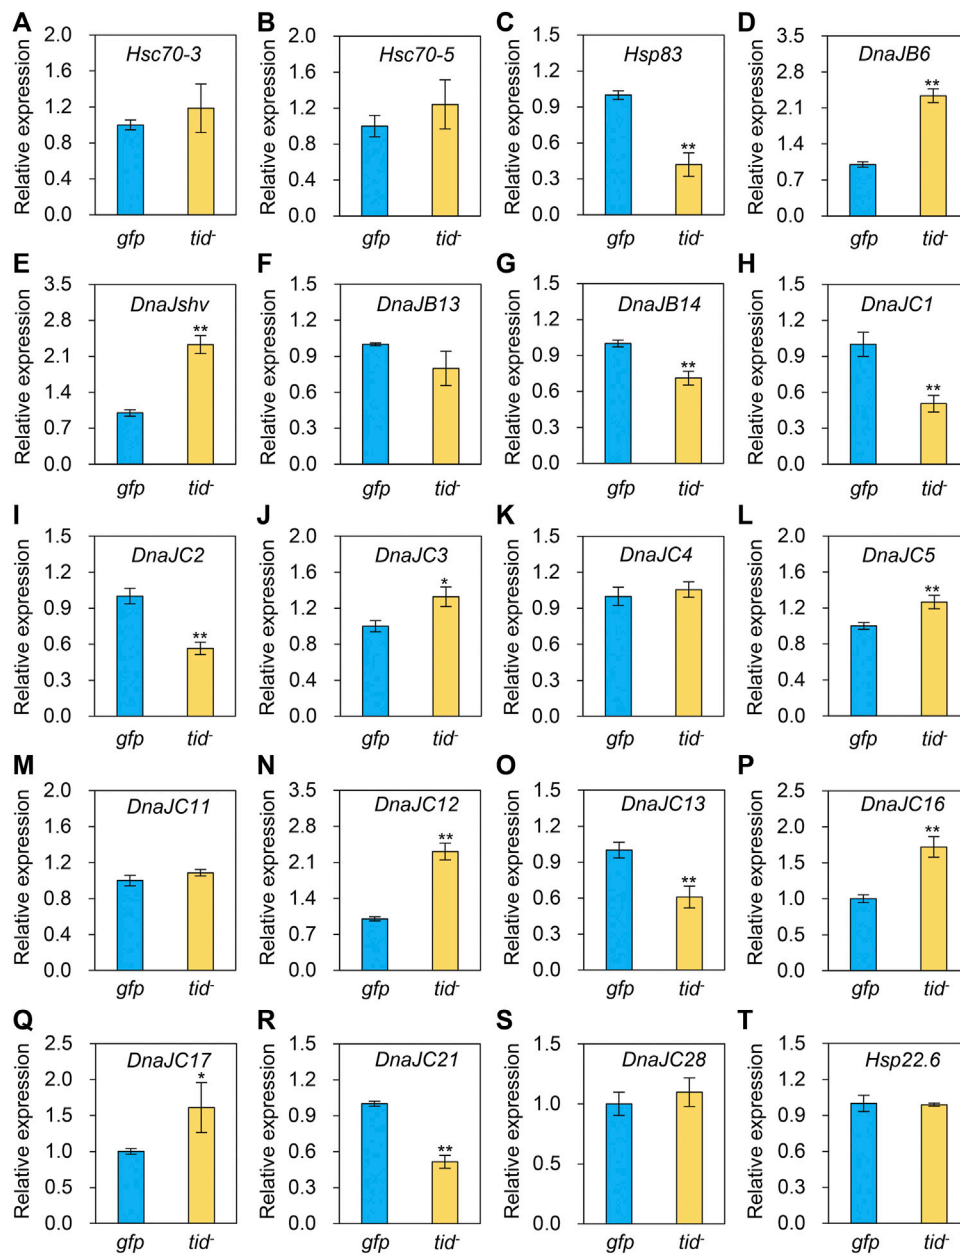 A
Relative expression
2.0
1.6
1.2
0.8
0.4
0.0
Hsc70-3
gfp tid-
B
Relative expression
2.0
1.6
1.2
0.8
0.4
0.0
Hsc70-5
gfp tid-
C
Relative expression
1.5
1.2
0.9
0.6
0.3
0.0
Hsp83
**
gfp tid-
D
Relative expression
3.5
2.8
2.1
1.4
0.7
0.0
DnaJB6
**
gfp tid-
E
Relative expression
3.5
2.8
2.1
1.4
0.7
0.0
DnaJshv
**
gfp tid-
F
Relative expression
1.5
1.2
0.9
0.6
0.3
0.0
DnaJB13
gfp tid-
G
Relative expression
1.5
1.2
0.9
0.6
0.3
0.0
DnaJB14
**
gfp tid-
H
Relative expression
1.5
1.2
0.9
0.6
0.3
0.0
DnaJC1
**
gfp tid-
I
Relative expression
1.5
1.2
0.9
0.6
0.3
0.0
DnaJC2
**
gfp tid-
J
Relative expression
2.0
1.6
1.2
0.8
0.4
0.0
DnaJC3
*
gfp tid-
K
Relative expression
1.5
1.2
0.9
0.6
0.3
0.0
DnaJC4
gfp tid-
L
Relative expression
2.0
1.6
1.2
0.8
0.4
0.0
DnaJC5
**
gfp tid-
M
Relative expression
2.0
1.6
1.2
0.8
0.4
0.0
DnaJC11
gfp tid-
N
Relative expression
3.5
2.8
2.1
1.4
0.7
0.0
DnaJC12
**
gfp tid-
O
Relative expression
1.5
1.2
0.9
0.6
0.3
0.0
DnaJC13
**
gfp tid-
P
Relative expression
2.5
2.0
1.5
1.0
0.5
0.0
DnaJC16
**
gfp tid-
Q
Relative expression
2.5
2.0
1.5
1.0
0.5
0.0
DnaJC17
*
gfp tid-
R
Relative expression
1.5
1.2
0.9
0.6
0.3
0.0
DnaJC21
**
gfp tid-
S
Relative expression
1.5
1.0
0.5
0.0
DnaJC28
gfp tid-
T
Relative expression
1.5
1.2
0.9
0.6
0.3
0.0
Hsp22.6
gfp tid-